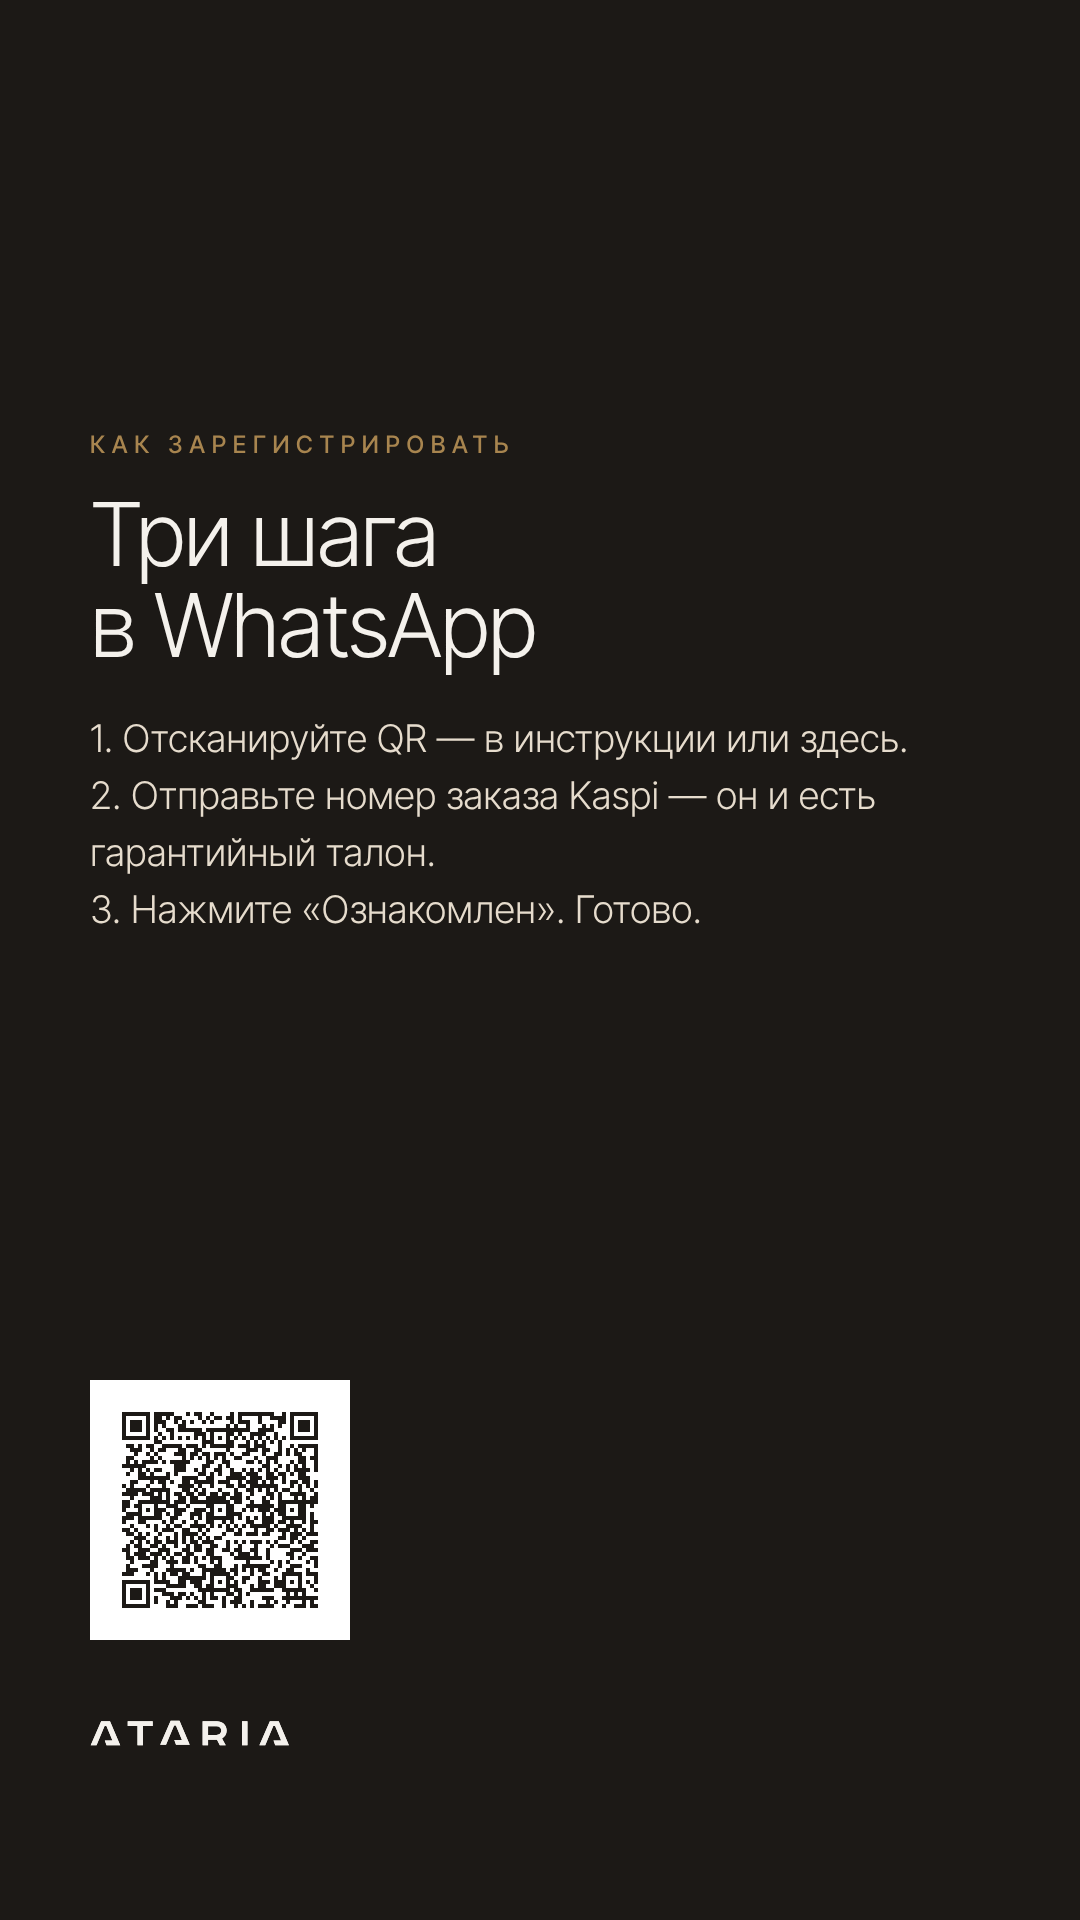 КАК ЗАРЕГИСТРИРОВАТЬ
Три шага
в WhatsApp
1. Отсканируйте QR — в инструкции или здесь.
2. Отправьте номер заказа Kaspi — он и есть
гарантийный талон.
3. Нажмите «Ознакомлен». Готово.
ATARIA